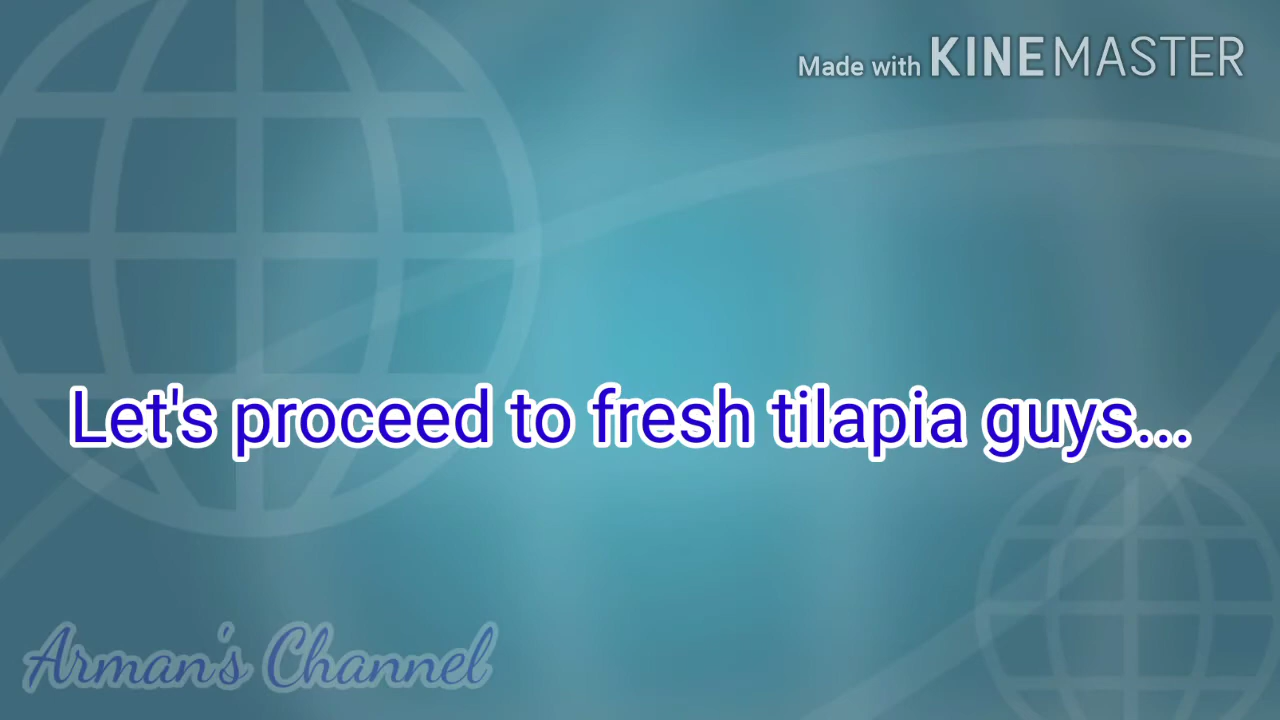 Made with KINEMASTER
Let's proceed to fresh tilapia guys...
Arman's Channel